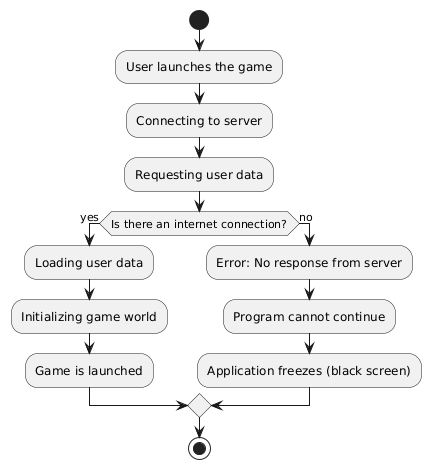 User launches the game
Connecting to server
Requesting user data
Is there an internet connection?
yes
no
Loading user data
Error: No response from server
Initializing game world
Program cannot continue
Game is launched
Application freezes (black screen)